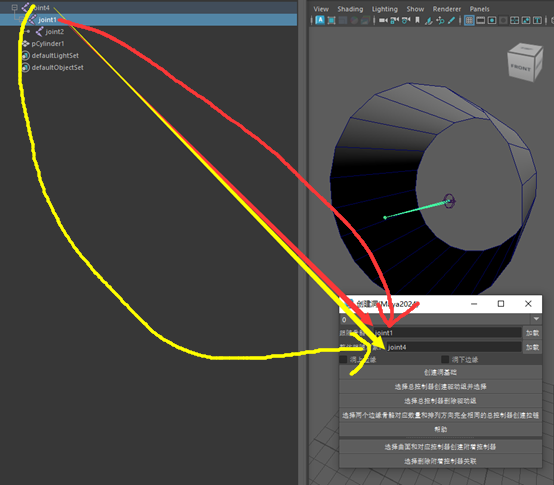 joint4
joint1
joint2
pCylinder1
defaultLightSet
defaultObjectSet
View Shading Lighting Show Renderer Panels
FRONT
创建洞(Maya2024)
0
joint1 加载
joint4 加载
洞上边缘 洞下边缘
创建洞基础
选择总控制器创建驱动组并选择
选择总控制器删除驱动组
选择两个边缘骨骼对应数量和排列方向完全相同的总控制器创建拉链
帮助
选择曲面和对应控制器创建附着控制器
选择删除附着控制器关联